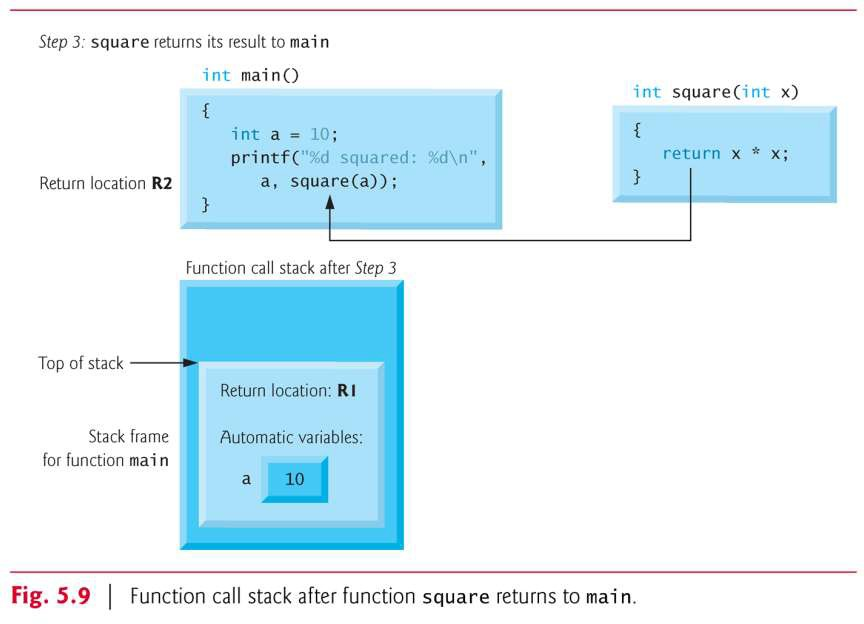 Step 3: square returns its result to main
int main()
{
int a = 10;
printf("%d squared: %d\n",
a, square(a));
}
Return location R2
int square(int x)
{
return x * x;
}
Function call stack after Step 3
Top of stack
Return location: R1
Automatic variables:
a 10
Stack frame
for function main
Fig. 5.9 | Function call stack after function square returns to main.